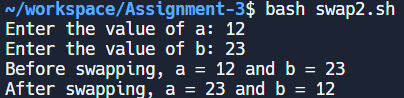 ~/workspace/Assignment-3$ bash swap2.sh
Enter the value of a: 12
Enter the value of b: 23
Before swapping, a = 12 and b = 23
After swapping, a = 23 and b = 12